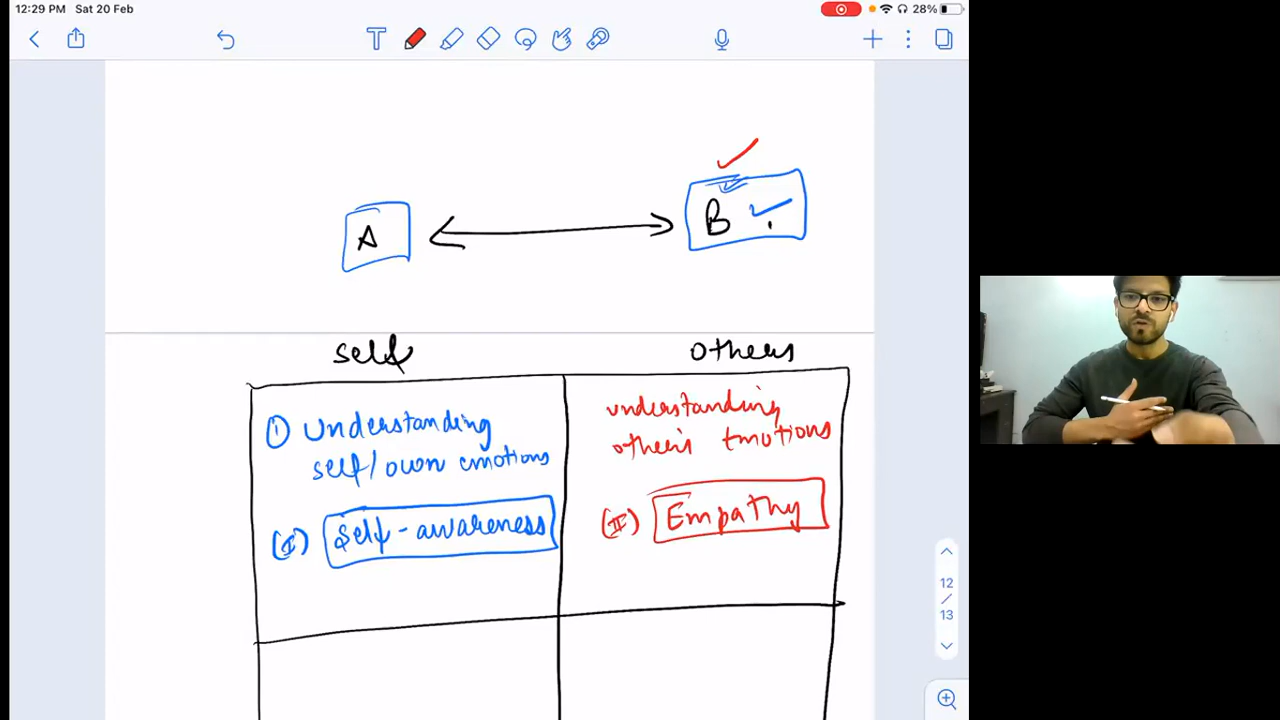 12:29 PM Sat 20 Feb
28%
T
A
B
self
others
① Understanding
self/own emotions
(I) Self-awareness
understanding
other's Emotions
(II) Empathy
12
/
13